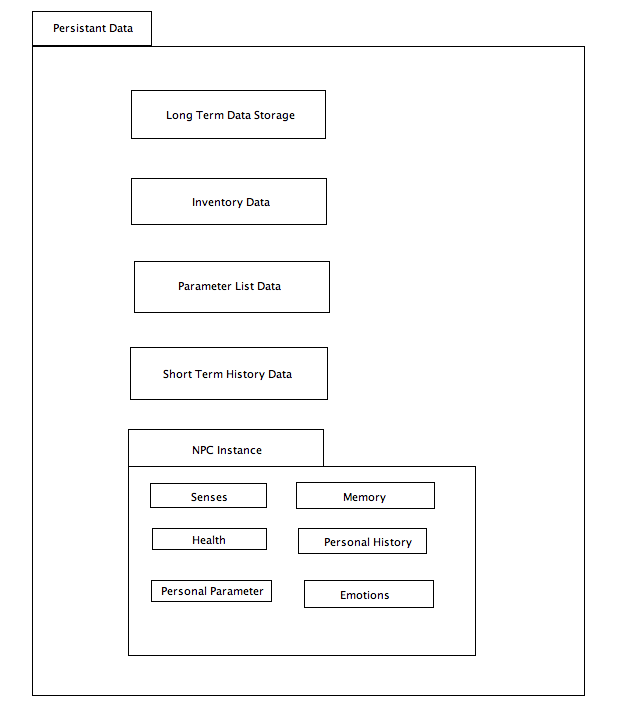 Persistant Data
Long Term Data Storage
Inventory Data
Parameter List Data
Short Term History Data
NPC Instance
Senses
Memory
Health
Personal History
Personal Parameter
Emotions